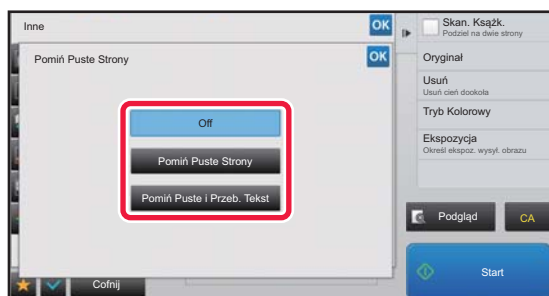 Inne
OK
Pomiń Puste Strony
OK
Off
Pomiń Puste Strony
Pomiń Puste i Przeb. Tekst
Cofnij
Skan. Książk.
Podziel na dwie strony
Oryginał
Usuń
Usuń cień dookoła
Tryb Kolorowy
Ekspozycja
Określ ekspoz. wysył. obrazu
Podgląd
CA
Start